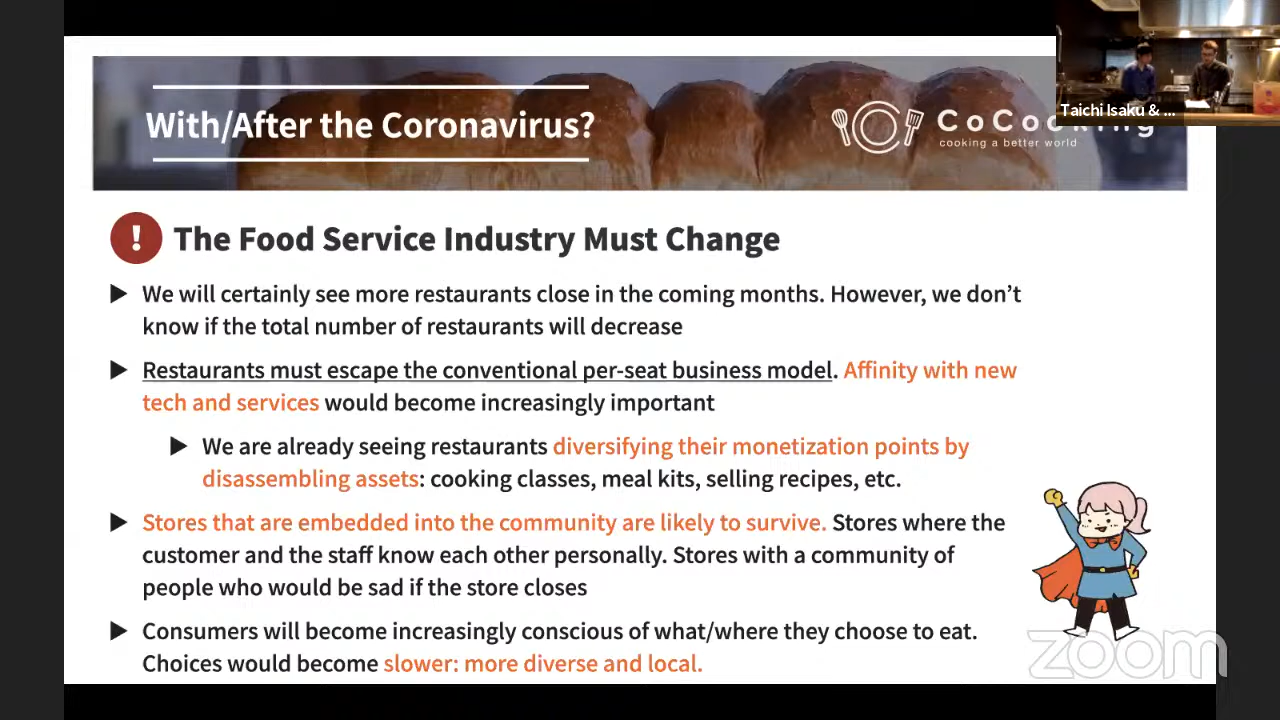 With/After the Coronavirus?
CoCooking
cooking a better world
Taichi Isaku & ...
! The Food Service Industry Must Change
We will certainly see more restaurants close in the coming months. However, we don't
know if the total number of restaurants will decrease
Restaurants must escape the conventional per-seat business model. Affinity with new
tech and services would become increasingly important
We are already seeing restaurants diversifying their monetization points by
disassembling assets: cooking classes, meal kits, selling recipes, etc.
Stores that are embedded into the community are likely to survive. Stores where the
customer and the staff know each other personally. Stores with a community of
people who would be sad if the store closes
Consumers will become increasingly conscious of what/where they choose to eat.
Choices would become slower: more diverse and local.
zoom